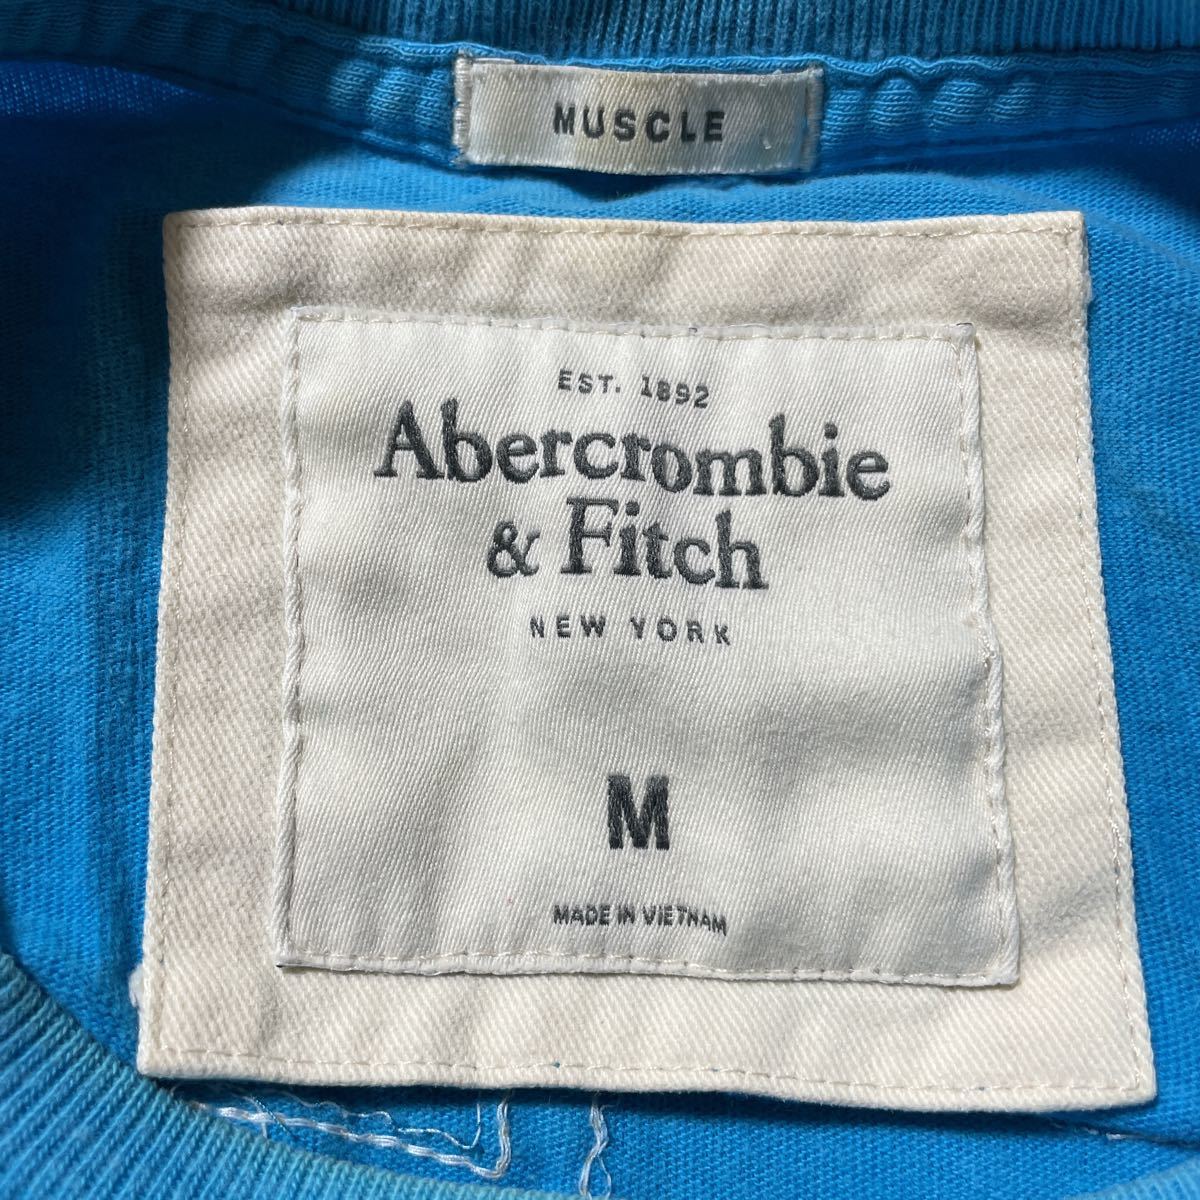 MUSCLE
EST. 1892
Abercrombie
& Fitch
NEW YORK
M
MADE IN VIETNAM